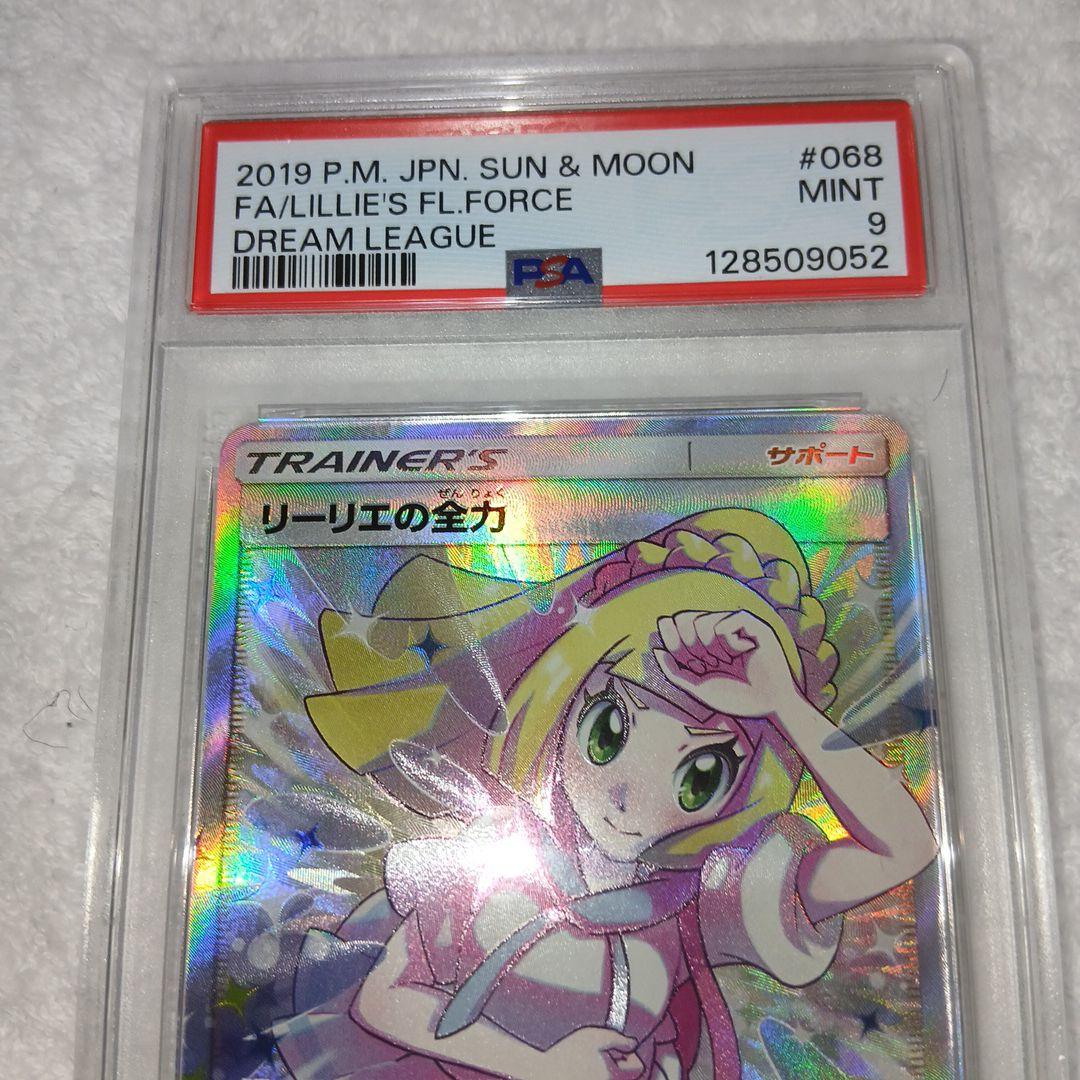 2019 P.M. JPN. SUN & MOON #068
FA/LILLIE'S FL.FORCE MINT
DREAM LEAGUE 9
PSA 128509052
TRAINER'S サポート
ぜん りょく
リーリエの全力